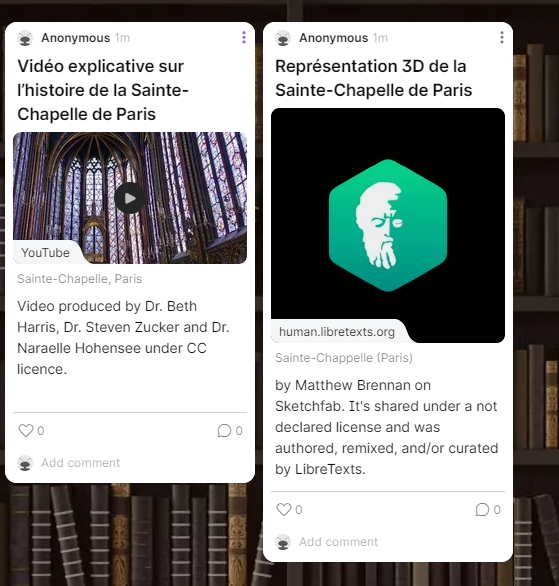 Anonymous 1m
Vidéo explicative sur
l'histoire de la Sainte-
Chapelle de Paris
YouTube
Sainte-Chapelle, Paris
Video produced by Dr. Beth
Harris, Dr. Steven Zucker and Dr.
Naraelle Hohensee under CC
licence.
0 0
Add comment
Anonymous 1m
Représentation 3D de la
Sainte-Chapelle de Paris
human.libretexts.org
Sainte-Chappelle (Paris)
by Matthew Brennan on
Sketchfab. It's shared under a not
declared license and was
authored, remixed, and/or curated
by LibreTexts.
0 0
Add comment